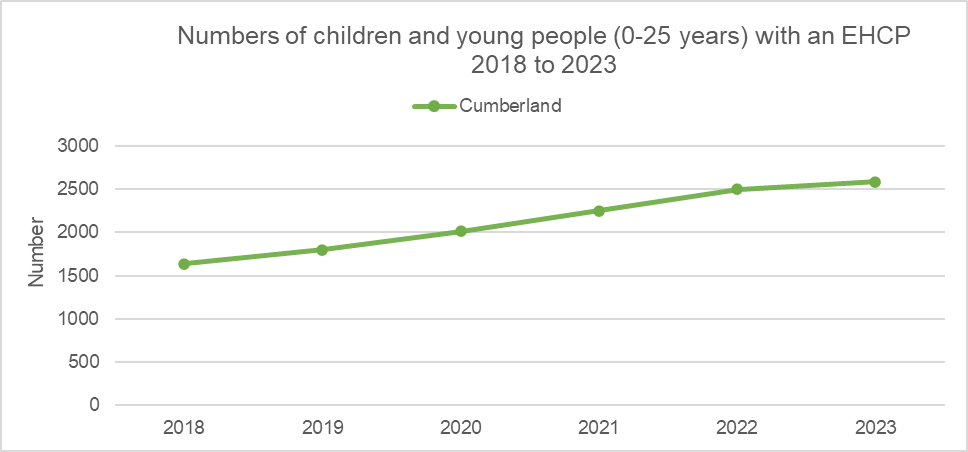 Numbers of children and young people (0-25 years) with an EHCP
2018 to 2023
Cumberland
3000
2500
2000
1500
1000
500
0
Number
2018 2019 2020 2021 2022 2023